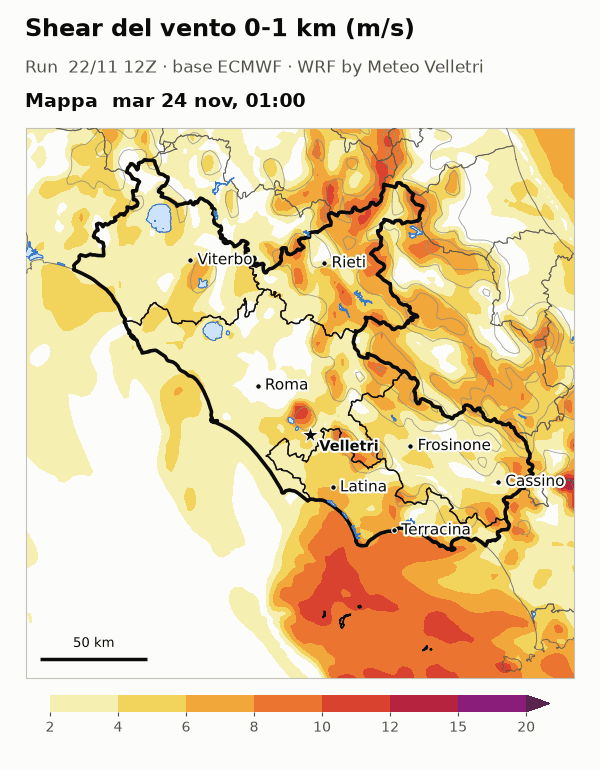 Shear del vento 0-1 km (m/s)
Run  22/11 12Z · base ECMWF · WRF by Meteo Velletri
Mappa  mar 24 nov, 01:00
Viterbo
Rieti
Roma
Velletri
Frosinone
Cassino
Latina
Terracina
50 km
2 4 6 8 10 12 15 20